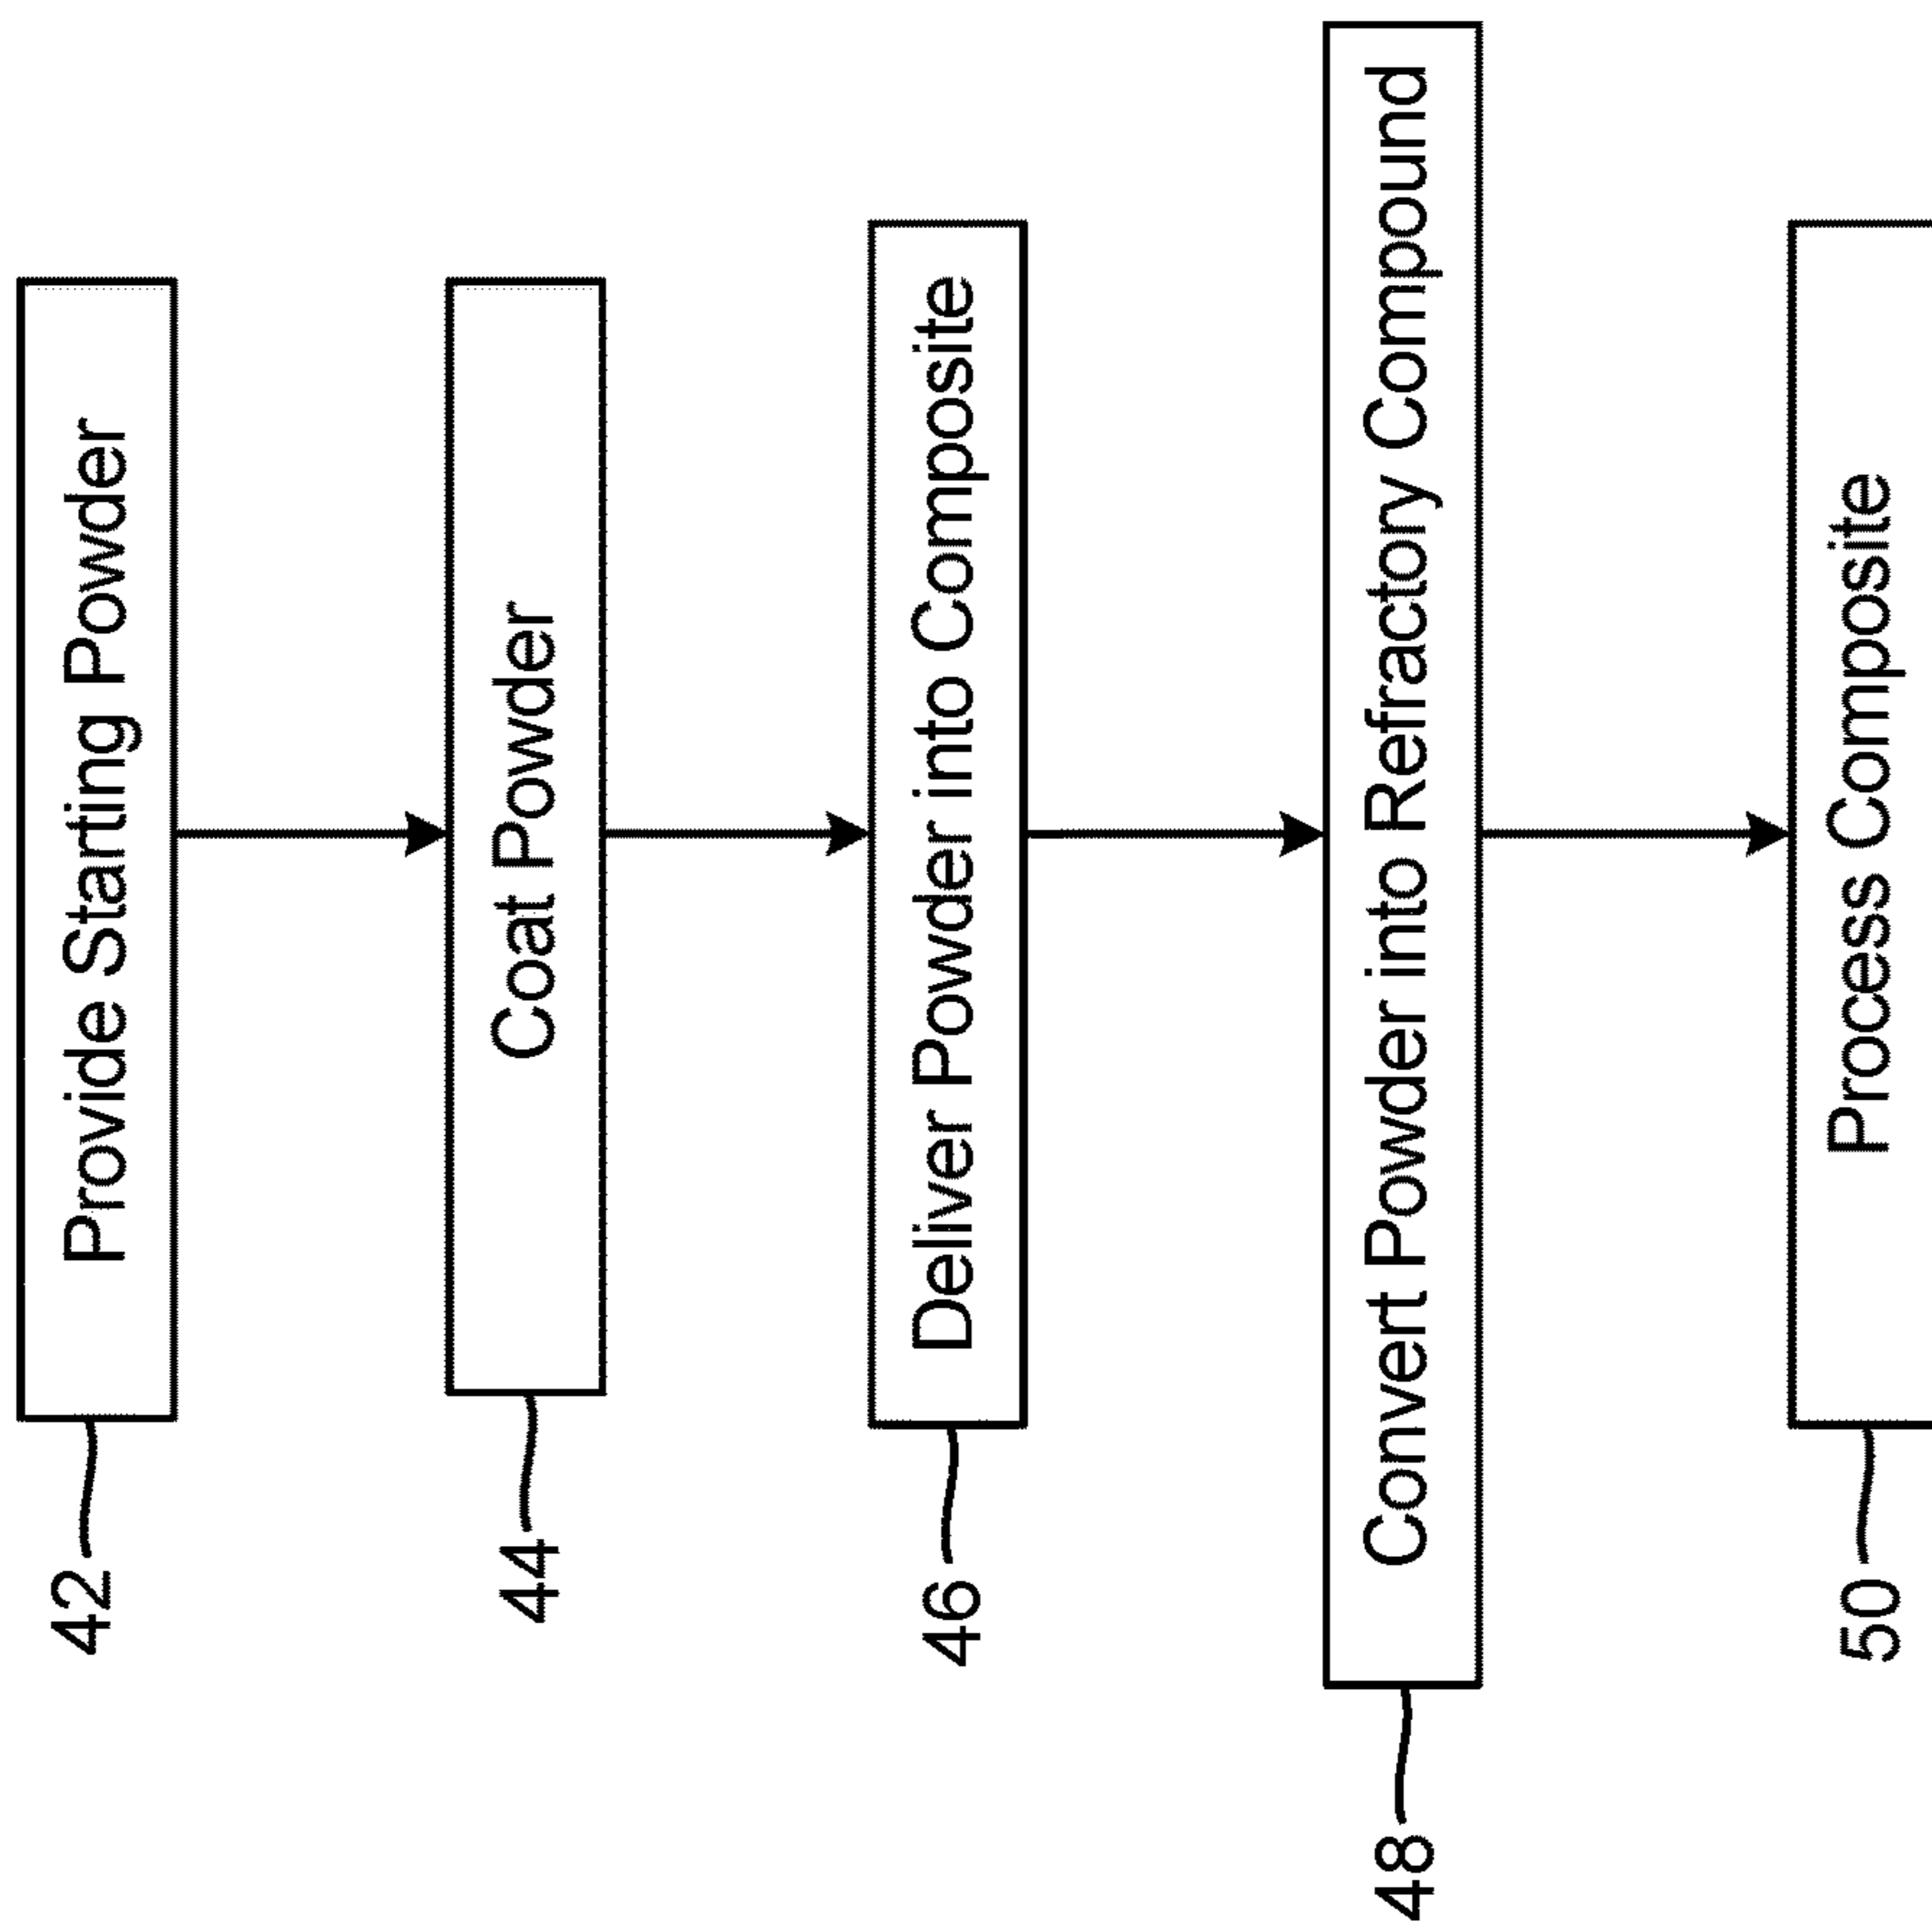 42
Provide Starting Powder
44
Coat Powder
46
Deliver Powder into Composite
48
Convert Powder into Refractory Compound
50
Process Composite